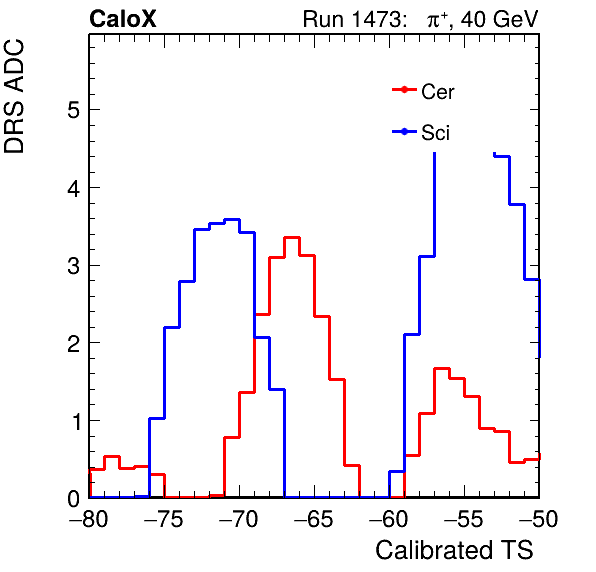 CaloX
Run 1473: π⁺, 40 GeV
DRS ADC
Cer
Sci
5
4
3
2
1
0
−80 −75 −70 −65 −60 −55 −50
Calibrated TS